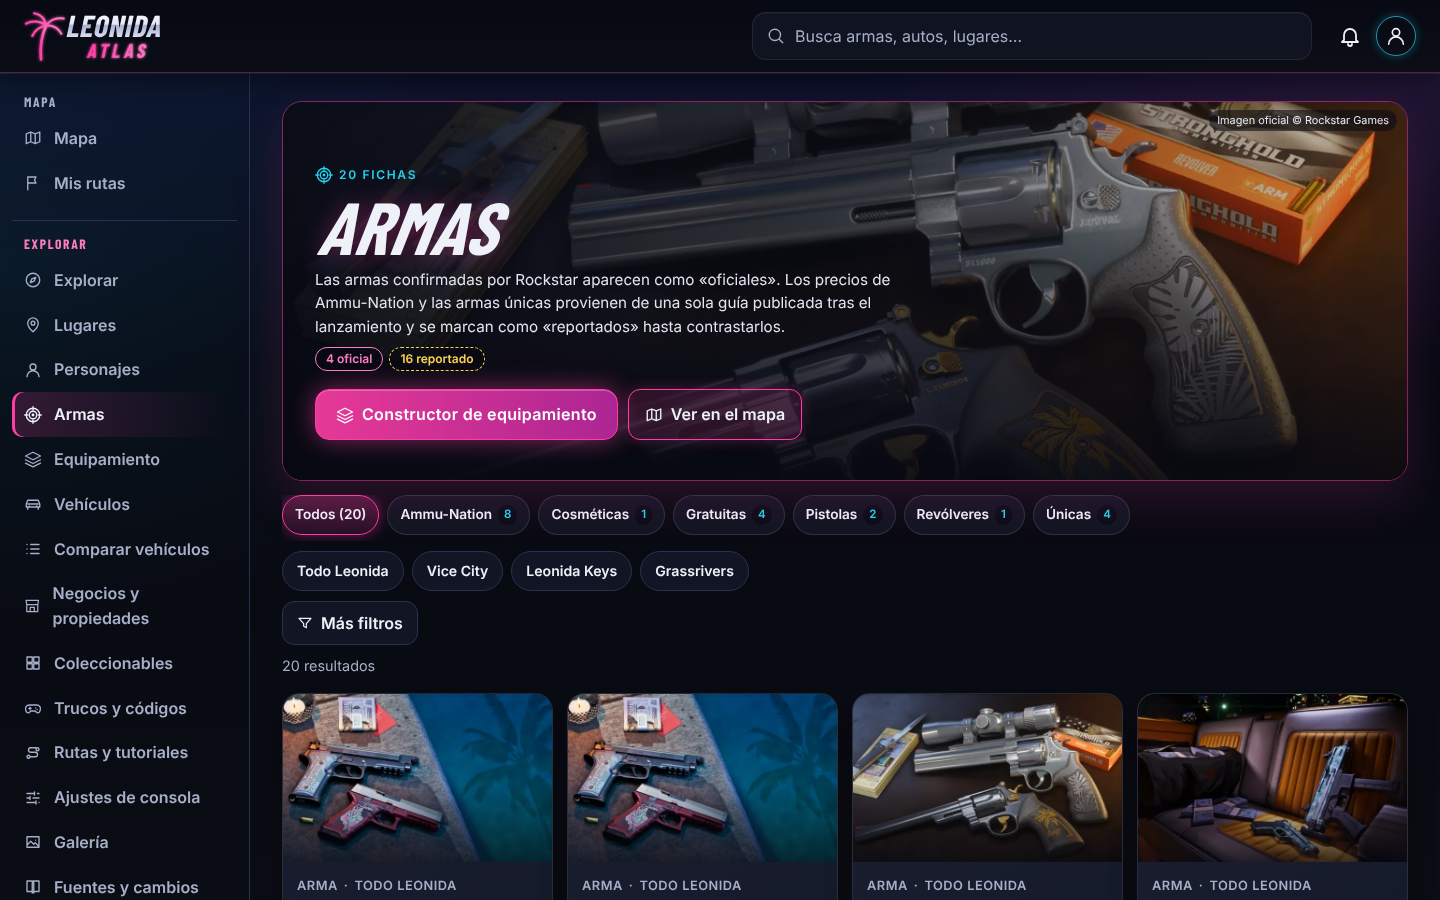 LEONIDA
ATLAS
Busca armas, autos, lugares...
MAPA
Mapa
Mis rutas
EXPLORAR
Explorar
Lugares
Personajes
Armas
Equipamiento
Vehículos
Comparar vehículos
Negocios y
propiedades
Coleccionables
Trucos y códigos
Rutas y tutoriales
Ajustes de consola
Galería
Fuentes y cambios
Imagen oficial © Rockstar Games
STRONGHOLD
REVOLVER
ARM
20 FICHAS
ARMAS
Las armas confirmadas por Rockstar aparecen como «oficiales». Los precios de
Ammu-Nation y las armas únicas provienen de una sola guía publicada tras el
lanzamiento y se marcan como «reportados» hasta contrastarlos.
4 oficial
16 reportado
Constructor de equipamiento
Ver en el mapa
Todos (20)
Ammu-Nation 8
Cosméticas 1
Gratuitas 4
Pistolas 2
Revólveres 1
Únicas 4
Todo Leonida
Vice City
Leonida Keys
Grassrivers
Más filtros
20 resultados
ARMA · TODO LEONIDA
ARMA · TODO LEONIDA
ARMA · TODO LEONIDA
ARMA · TODO LEONIDA